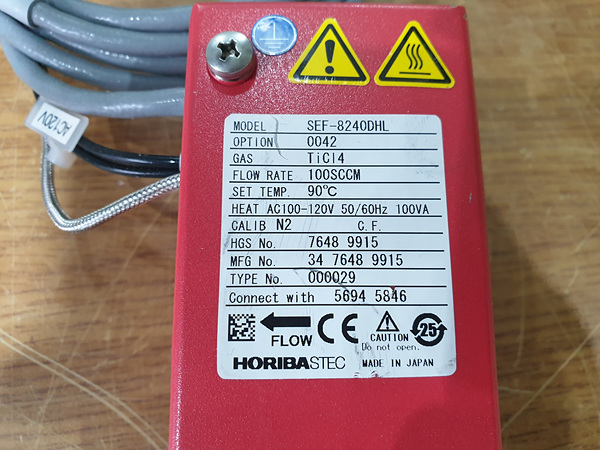 AC120V
MODEL SEF-8240DHL
OPTION 0042
GAS TiCl4
FLOW RATE 100SCCM
SET TEMP. 90℃
HEAT AC100-120V 50/60Hz 100VA
CALIB N2 C.F.
HGS No. 7648 9915
MFG No. 34 7648 9915
TYPE No. 000029
Connect with 5694 5846
FLOW
CE
CAUTION
Do not open.
25
HORIBASTEC
MADE IN JAPAN